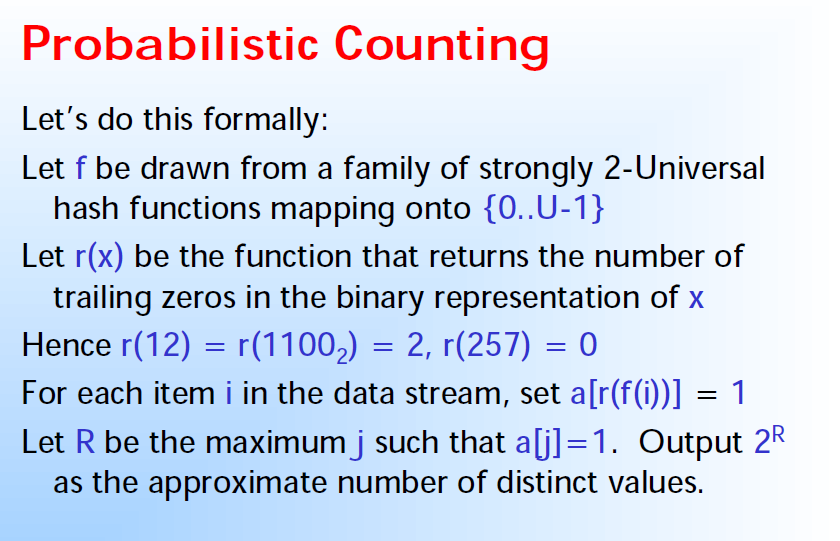 Probabilistic Counting
Let's do this formally:
Let f be drawn from a family of strongly 2-Universal
hash functions mapping onto {0..U-1}
Let r(x) be the function that returns the number of
trailing zeros in the binary representation of x
Hence r(12) = r(1100₂) = 2, r(257) = 0
For each item i in the data stream, set a[r(f(i))] = 1
Let R be the maximum j such that a[j]=1.  Output 2ᴿ
as the approximate number of distinct values.